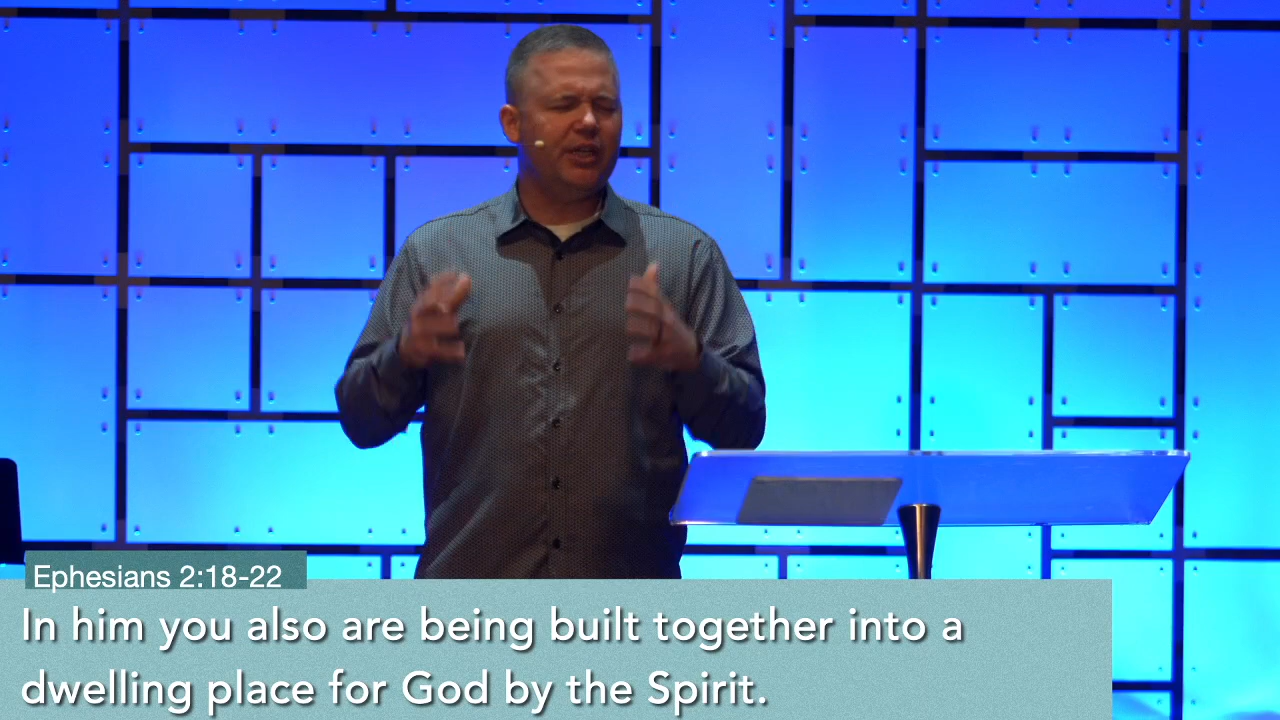 Ephesians 2:18-22
In him you also are being built together into a
dwelling place for God by the Spirit.